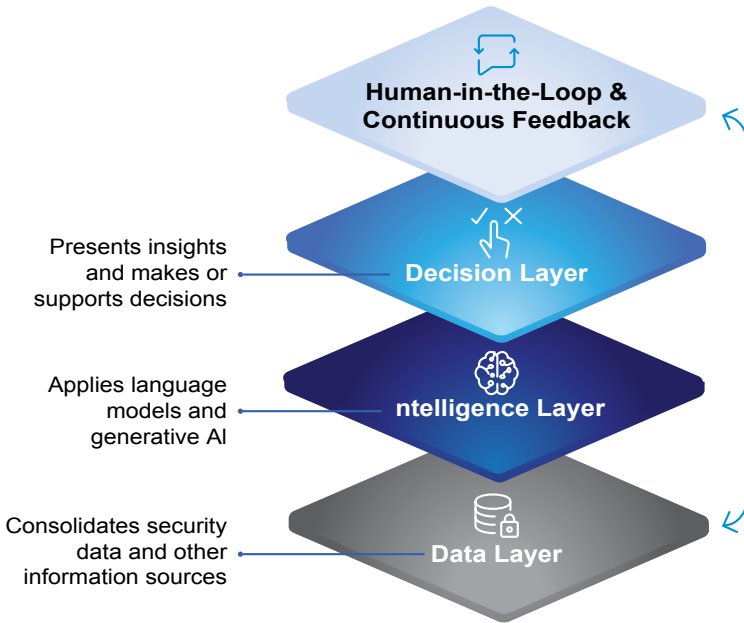 Human-in-the-Loop &
Continuous Feedback
Presents insights
and makes or
supports decisions
Decision Layer
Applies language
models and
generative AI
ntelligence Layer
Consolidates security
data and other
information sources
Data Layer